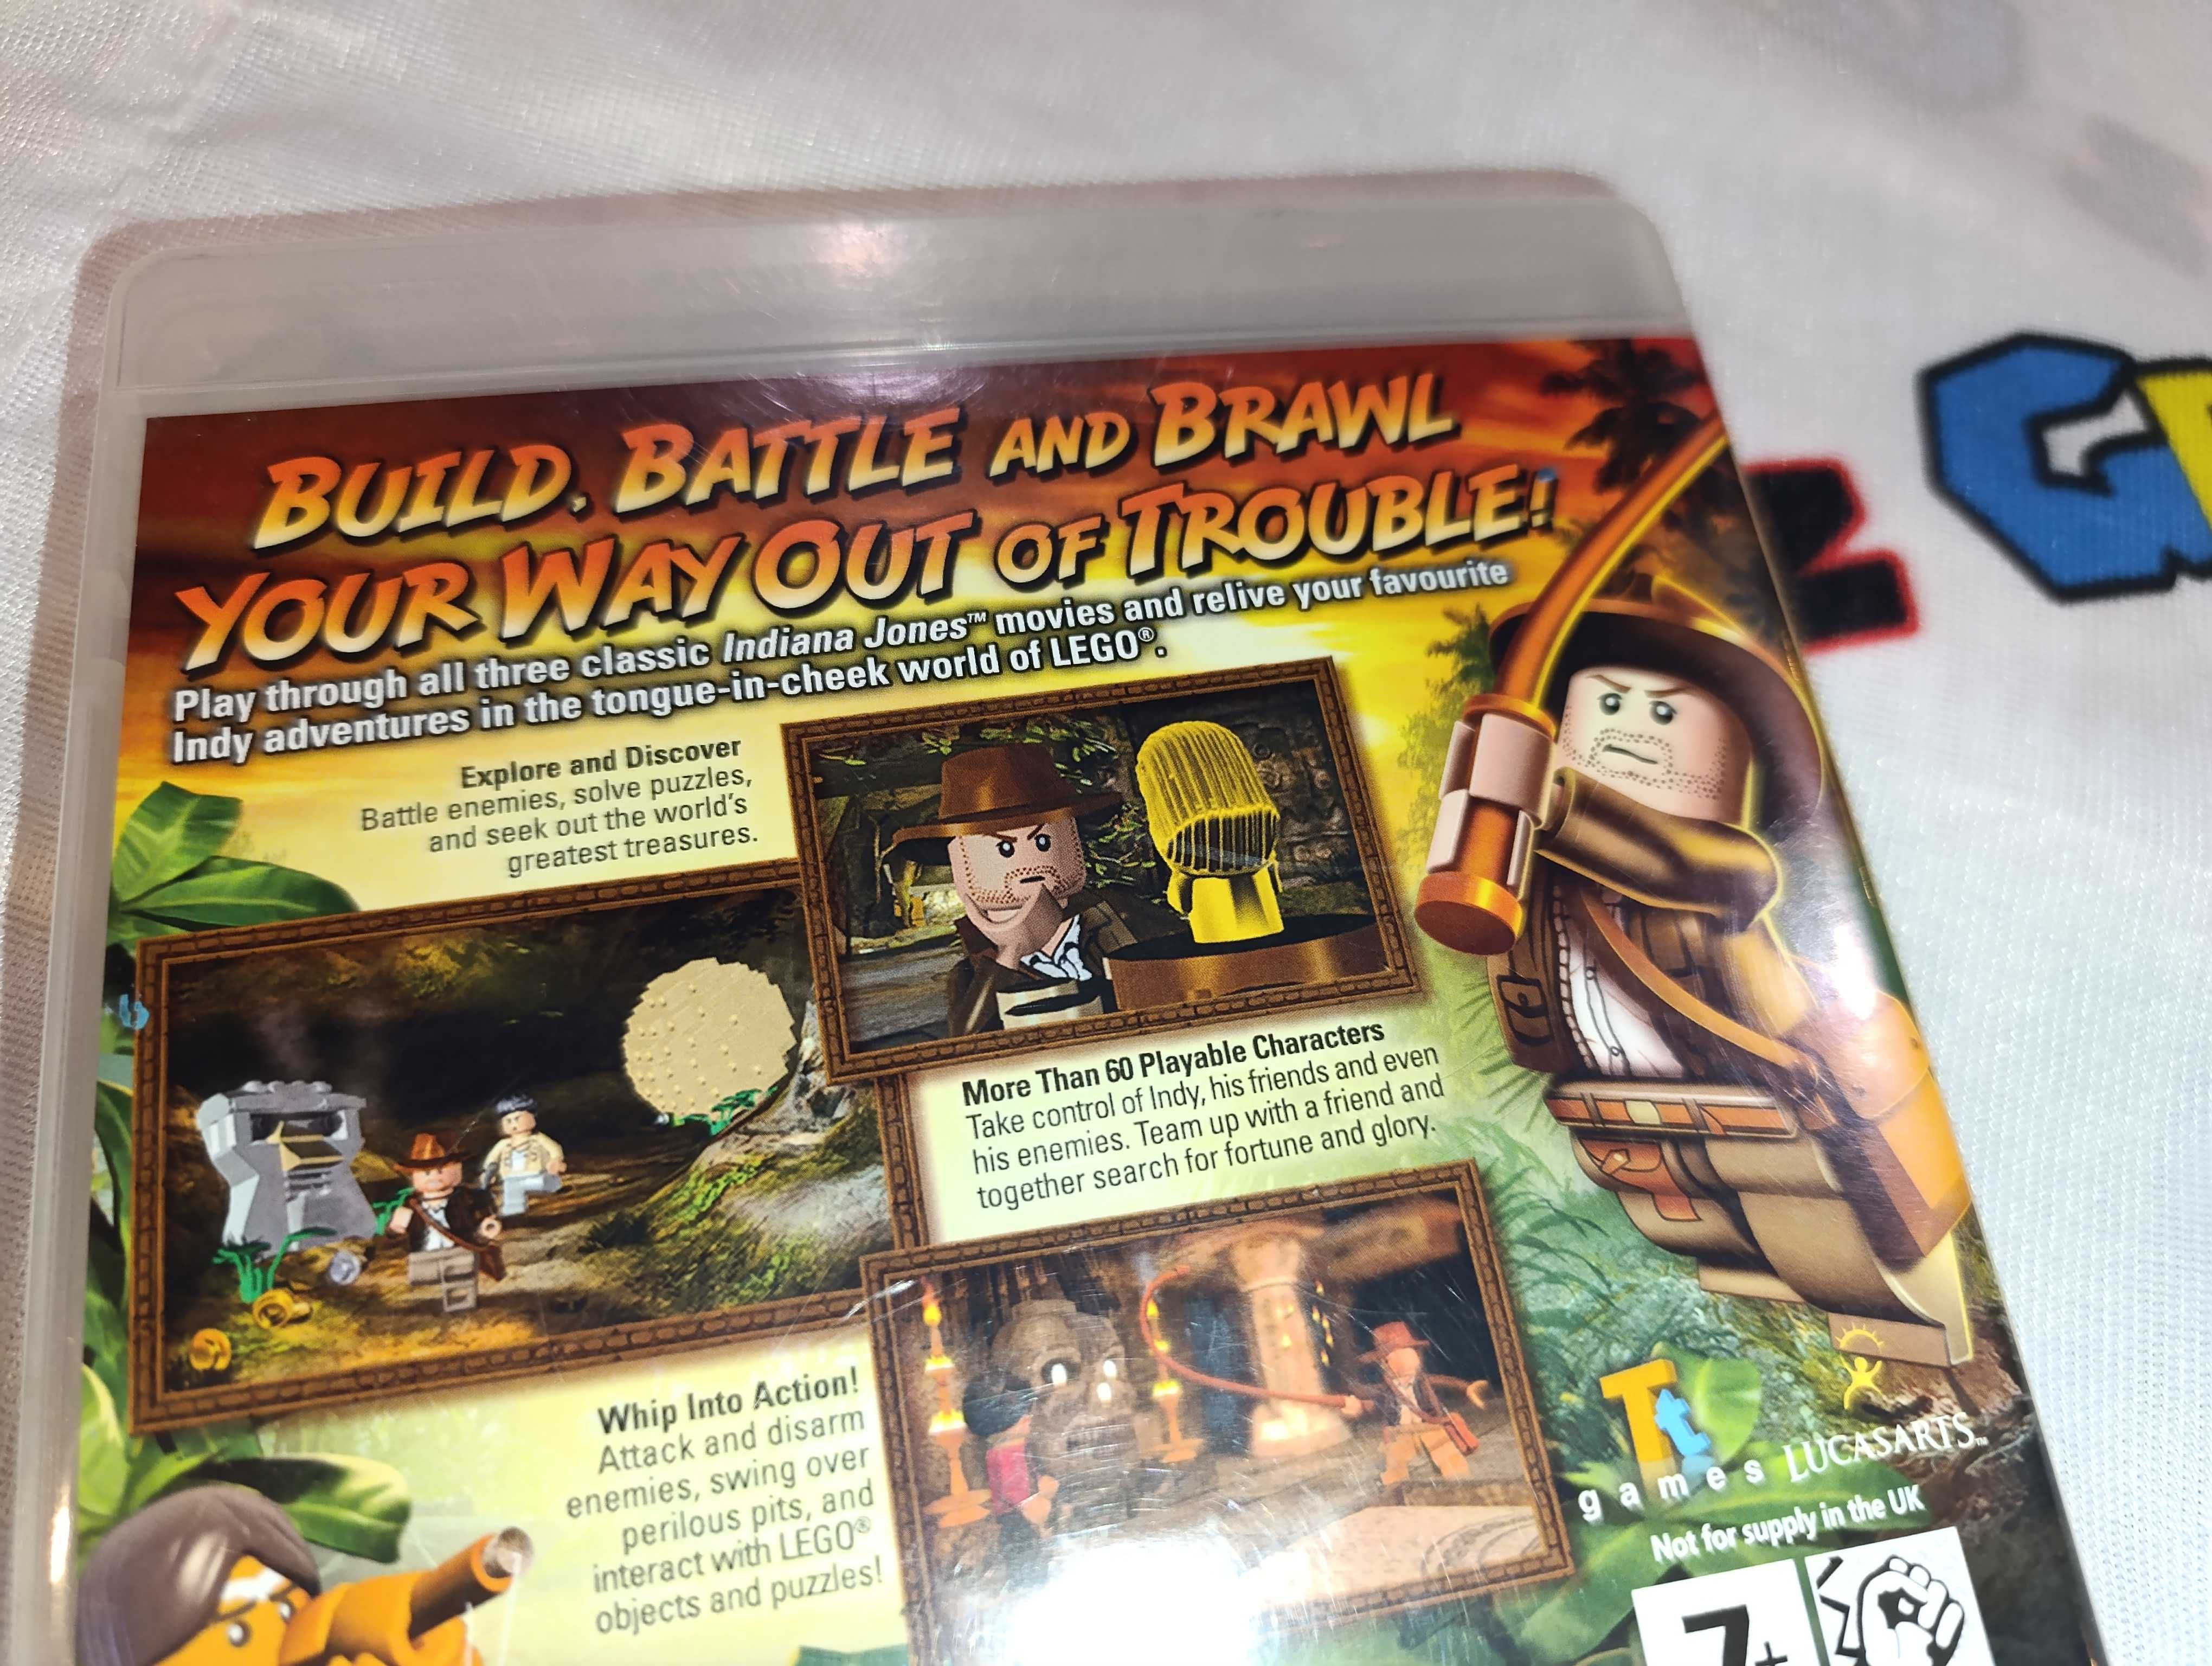 BUILD, BATTLE AND BRAWL
YOUR WAY OUT OF TROUBLE!
Play through all three classic Indiana Jones™ movies and relive your favourite
Indy adventures in the tongue-in-cheek world of LEGO®.
Explore and Discover
Battle enemies, solve puzzles,
and seek out the world's
greatest treasures.
More Than 60 Playable Characters
Take control of Indy, his friends and even
his enemies. Team up with a friend and
together search for fortune and glory.
Whip Into Action!
Attack and disarm
enemies, swing over
perilous pits, and
interact with LEGO®
objects and puzzles!
Tt
games
LUCASARTS™
Not for supply in the UK
7+
G